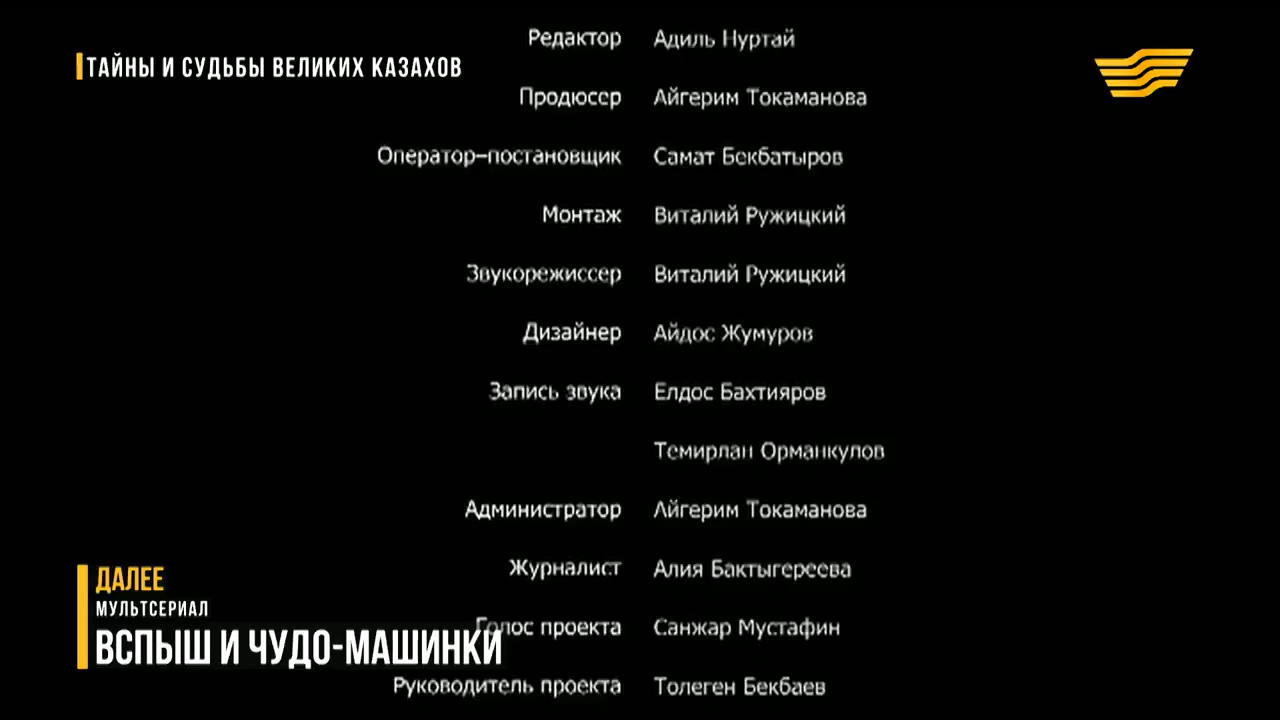 Редактор Адиль Нуртай
ТАЙНЫ И СУДЬБЫ ВЕЛИКИХ КАЗАХОВ
Продюсер Айгерим Токаманова
Оператор-постановщик Самат Бекбатыров
Монтаж Виталий Ружицкий
Звукорежиссер Виталий Ружицкий
Дизайнер Айдос Жумуров
Запись звука Елдос Бахтияров
Темирлан Орманкулов
Администратор Айгерим Токаманова
Журналист Алия Бактыгереева
ДАЛЕЕ
МУЛЬТСЕРИАЛ
Голос проекта Санжар Мустафин
ВСПЫШ И ЧУДО-МАШИНКИ
Руководитель проекта Толеген Бекбаев